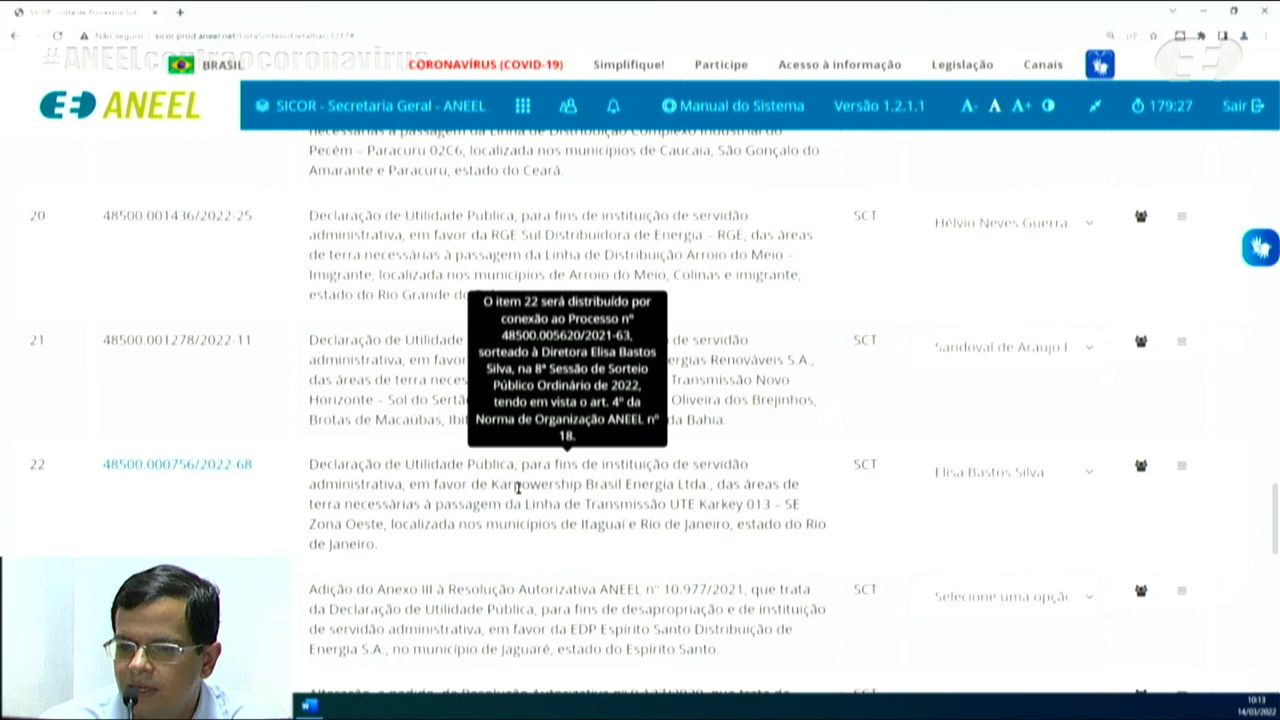 SICOR - Lista de Processos Sub
Não seguro
sicor.prod.aneel.net/ListaSorteio/Detalhar/1217#
#ANEELcontraocoronavírus
BRASIL
CORONAVÍRUS (COVID-19)
Simplifique!
Participe
Acesso à informação
Legislação
Canais
ANEEL
SICOR - Secretaria Geral - ANEEL
Manual do Sistema
Versão 1.2.1.1
A-
A
A+
179:27
Sair
necessárias à passagem da Linha de Distribuição Complexo Industrial do
Pecém – Paracuru 02C6, localizada nos municípios de Caucaia, São Gonçalo do
Amarante e Paracuru, estado do Ceará.
20
48500.001436/2022-25
Declaração de Utilidade Pública, para fins de instituição de servidão
administrativa, em favor da RGE Sul Distribuidora de Energia – RGE, das áreas
de terra necessárias à passagem da Linha de Distribuição Arroio do Meio –
Imigrante, localizada nos municípios de Arroio do Meio, Colinas e imigrante,
estado do Rio Grande do
SCT
Hélvio Neves Guerra
O item 22 será distribuído por
conexão ao Processo nº
48500.005620/2021-63,
sorteado à Diretora Elisa Bastos
Silva, na 8ª Sessão de Sorteio
Público Ordinário de 2022,
tendo em vista o art. 4º da
Norma de Organização ANEEL nº
18.
21
48500.001278/2022-11
Declaração de Utilidade
de servidão
administrativa, em favor
ergias Renováveis S.A.,
das áreas de terra neces
Transmissão Novo
Horizonte – Sol do Sertã
Oliveira dos Brejinhos,
Brotas de Macaúbas, Ibit
da Bahia.
SCT
Sandoval de Araujo F
22
48500.000756/2022-68
Declaração de Utilidade Pública, para fins de instituição de servidão
administrativa, em favor de Karpowership Brasil Energia Ltda., das áreas de
terra necessárias à passagem da Linha de Transmissão UTE Karkey 013 – SE
Zona Oeste, localizada nos municípios de Itaguaí e Rio de Janeiro, estado do Rio
de Janeiro.
SCT
Elisa Bastos Silva
Adição do Anexo III à Resolução Autorizativa ANEEL nº 10.977/2021, que trata
da Declaração de Utilidade Pública, para fins de desapropriação e de instituição
de servidão administrativa, em favor da EDP Espírito Santo Distribuição de
Energia S.A., no município de Jaguaré, estado do Espírito Santo.
SCT
Selecione uma opçã
10:13
14/03/2022